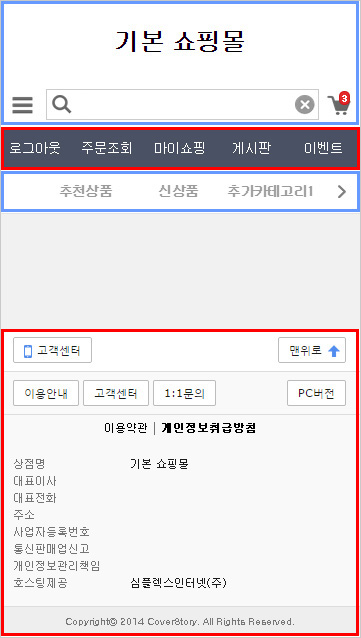 기본 쇼핑몰
3
로그아웃 주문조회 마이쇼핑 게시판 이벤트
추천상품 신상품 추가카테고리1
고객센터 맨위로
이용안내 고객센터 1:1문의 PC버전
이용약관 | 개인정보취급방침
상점명 기본 쇼핑몰
대표이사
대표전화
주소
사업자등록번호
통신판매업신고
개인정보관리책임
호스팅제공 심플렉스인터넷(주)
Copyright© 2014 CoverStory. All Rights Reserved.